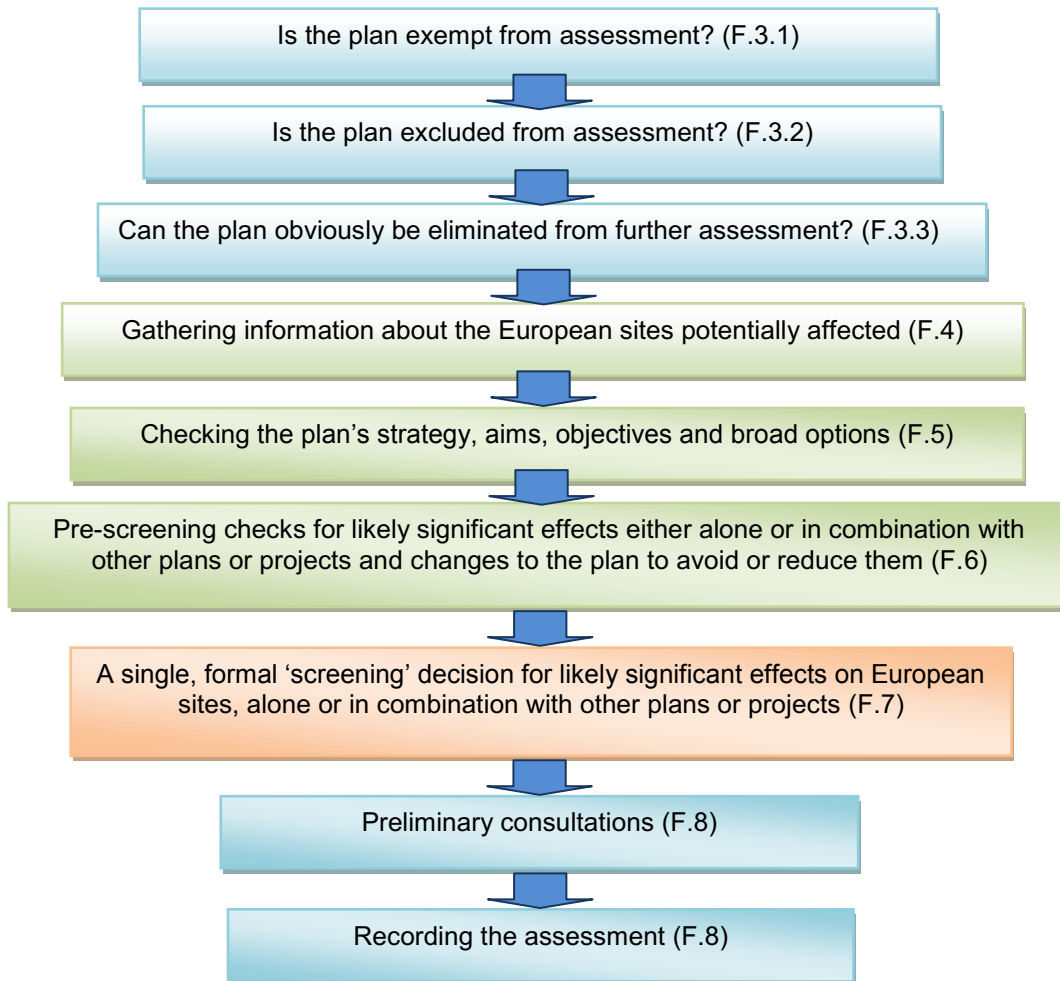 Is the plan exempt from assessment? (F.3.1)
Is the plan excluded from assessment? (F.3.2)
Can the plan obviously be eliminated from further assessment? (F.3.3)
Gathering information about the European sites potentially affected (F.4)
Checking the plan’s strategy, aims, objectives and broad options (F.5)
Pre-screening checks for likely significant effects either alone or in combination with
other plans or projects and changes to the plan to avoid or reduce them (F.6)
A single, formal ‘screening’ decision for likely significant effects on European
sites, alone or in combination with other plans or projects (F.7)
Preliminary consultations (F.8)
Recording the assessment (F.8)